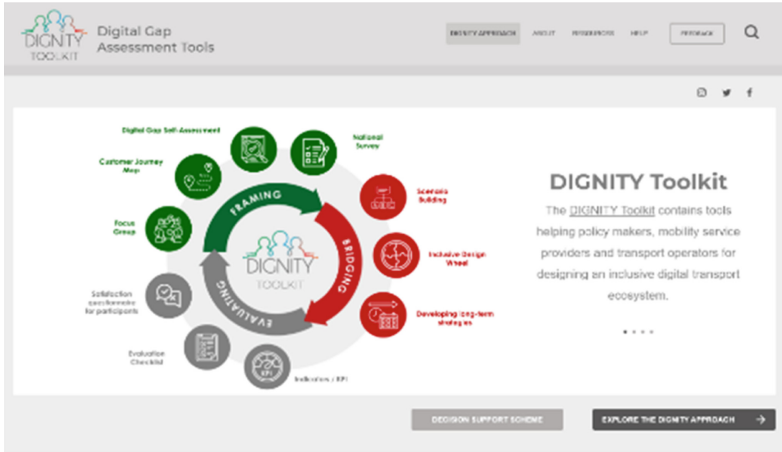 DIGNITY
TOOLKIT
Digital Gap
Assessment Tools
DIGNITY APPROACH
ABOUT
RESSOURCES
HELP
FEEDBACK
Digital Gap Self-Assessment
National
Survey
Customer Journey
Map
Focus
Group
Scenario
Building
Inclusive Design
Wheel
Developing long-term
strategies
Satisfaction
questionnaire
for participants
Evaluation
Checklist
KPI
Indicators / KPI
FRAMING
BRIDGING
EVALUATING
DIGNITY
TOOLKIT
DIGNITY Toolkit
The DIGNITY Toolkit contains tools
helping policy makers, mobility service
providers and transport operators for
designing an inclusive digital transport
ecosystem.
DECISION SUPPORT SCHEME
EXPLORE THE DIGNITY APPROACH